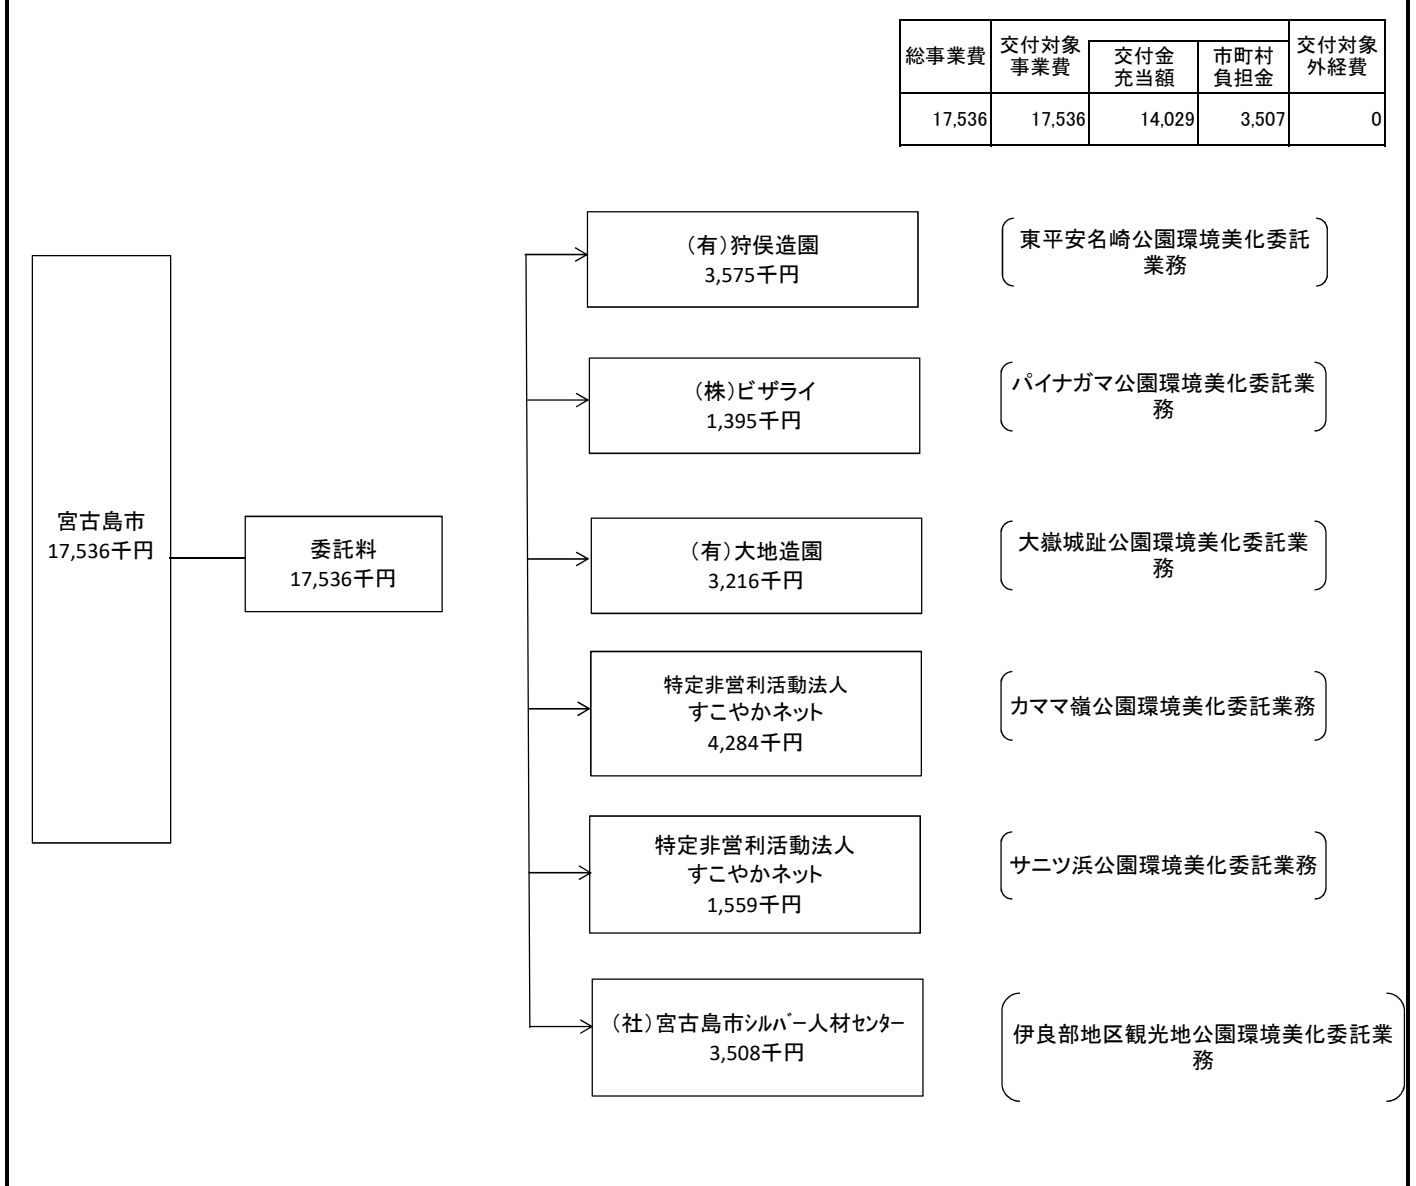 総事業費
交付対象
事業費
交付金
充当額
市町村
負担金
交付対象
外経費
17,536
17,536
14,029
3,507
0
宮古島市
17,536千円
委託料
17,536千円
（有）狩俣造園
3,575千円
東平安名崎公園環境美化委託
業務
（株）ビザライ
1,395千円
パイナガマ公園環境美化委託業
務
（有）大地造園
3,216千円
大嶽城趾公園環境美化委託業
務
特定非営利活動法人
すこやかネット
4,284千円
カママ嶺公園環境美化委託業務
特定非営利活動法人
すこやかネット
1,559千円
サニツ浜公園環境美化委託業務
（社）宮古島市ｼﾙﾊﾞｰ人材ｾﾝﾀｰ
3,508千円
伊良部地区観光地公園環境美化委託業
務